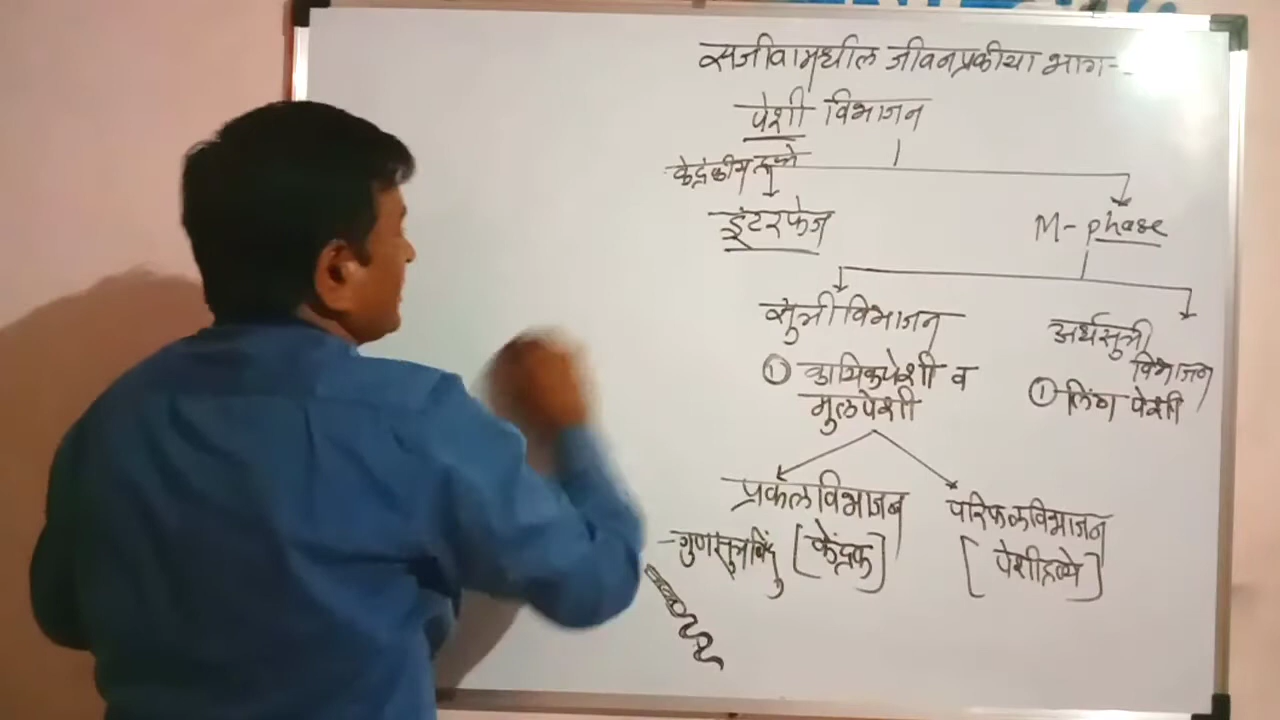 सजीवामधील जीवनप्रकीया भाग-
पेशी विभाजन
केंद्रकीय
इंटरफेज
M-phase
सुत्री विभाजन
अर्धसुत्री
विभाजन
① कायिकपेशी व
मुलपेशी
① लिंग पेशी
प्रकलविभाजन
परिकलविभाजन
-गुणसुत्रबिंदु [केंद्रक]
[पेशीद्रव्ये]